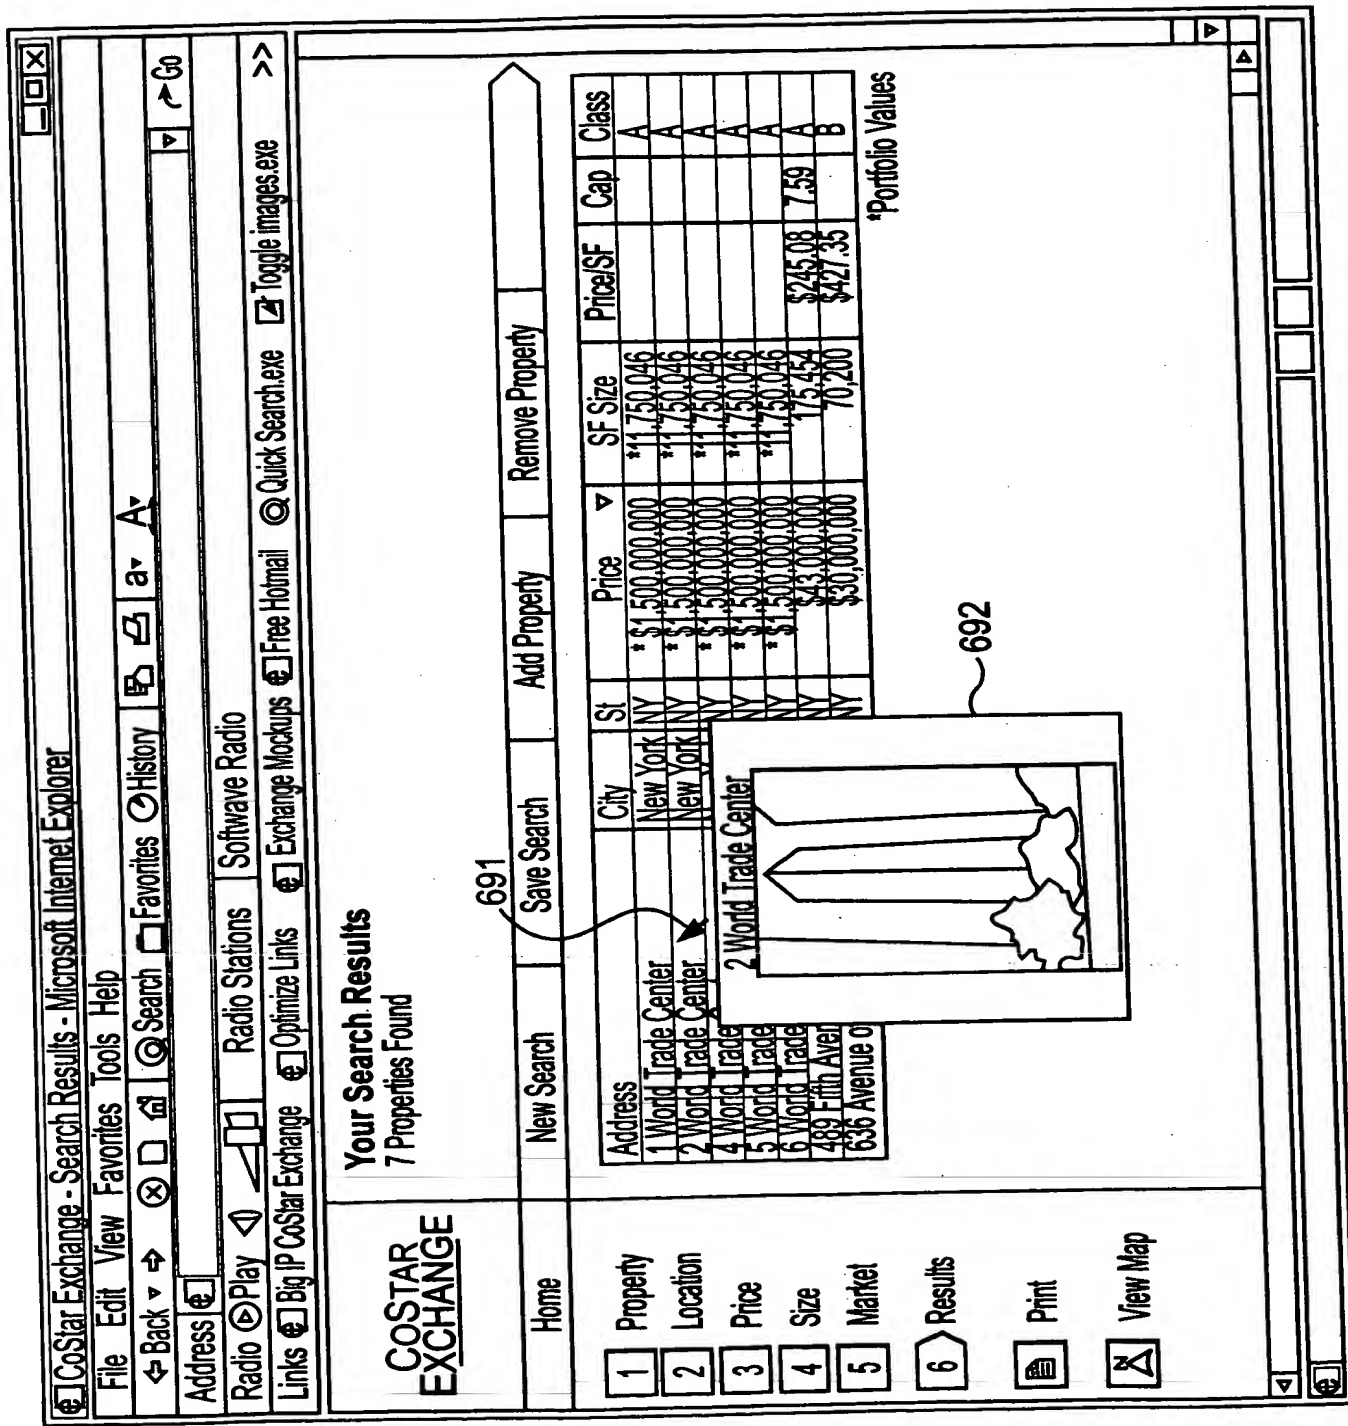 CoStar Exchange - Search Results - Microsoft Internet Explorer
File Edit View Favorites Tools Help
Back Search Favorites History a A
Address Go
Radio Play Radio Stations Softwave Radio
Links Big IP CoStar Exchange Optimize Links Exchange Mockups Free Hotmail Quick Search.exe Toggle images.exe >>
COSTAR
EXCHANGE
Your Search Results
7 Properties Found
691
Home New Search Save Search Add Property Remove Property
1 Property
2 Location
3 Price
4 Size
5 Market
6 Results
Print
View Map
Address City St Price SF Size Price/SF Cap Class
1 World Trade Center New York NY * $1,500,000,000 *11,750,046 A
2 World Trade Center New York NY * $1,500,000,000 *11,750,046 A
4 World Trade NY * $1,500,000,000 *11,750,046 A
5 World Trade NY * $1,500,000,000 *11,750,046 A
6 World Trade NY * $1,500,000,000 *11,750,046 A
489 Fifth Aven NY $43,000,000 175,454 $245.08 7.59 A
636 Avenue o NY $30,000,000 70,200 $427.35 B
*Portfolio Values
2 World Trade Center
692